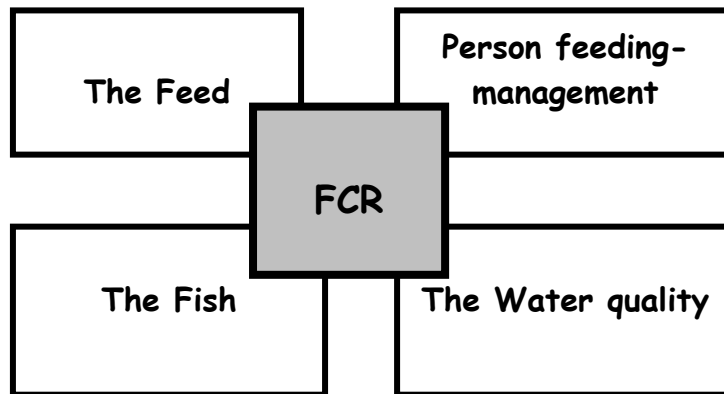 The Feed
Person feeding-
management
FCR
The Fish
The Water quality